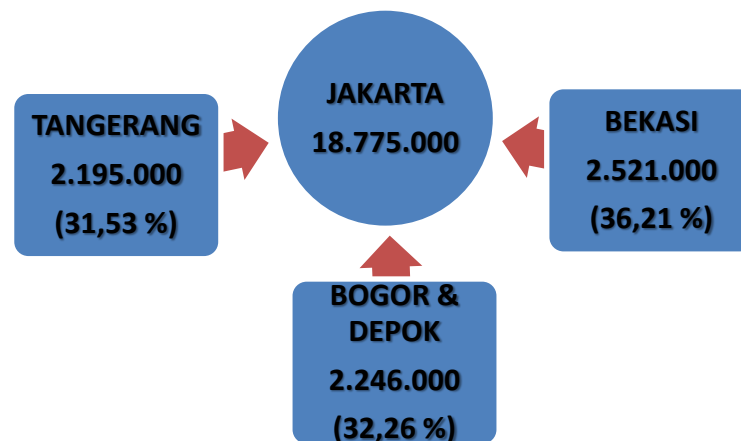 JAKARTA
18.775.000
TANGERANG
2.195.000
(31,53 %)
BEKASI
2.521.000
(36,21 %)
BOGOR &
DEPOK
2.246.000
(32,26 %)